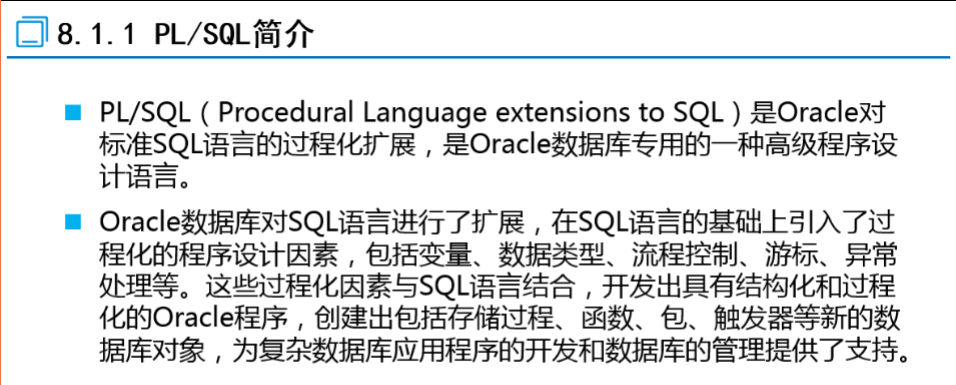 8.1.1 PL/SQL简介
PL/SQL（Procedural Language extensions to SQL）是Oracle对
标准SQL语言的过程化扩展，是Oracle数据库专用的一种高级程序设
计语言。
Oracle数据库对SQL语言进行了扩展，在SQL语言的基础上引入了过
程化的程序设计因素，包括变量、数据类型、流程控制、游标、异常
处理等。这些过程化因素与SQL语言结合，开发出具有结构化和过程
化的Oracle程序，创建出包括存储过程、函数、包、触发器等新的数
据库对象，为复杂数据库应用程序的开发和数据库的管理提供了支持。